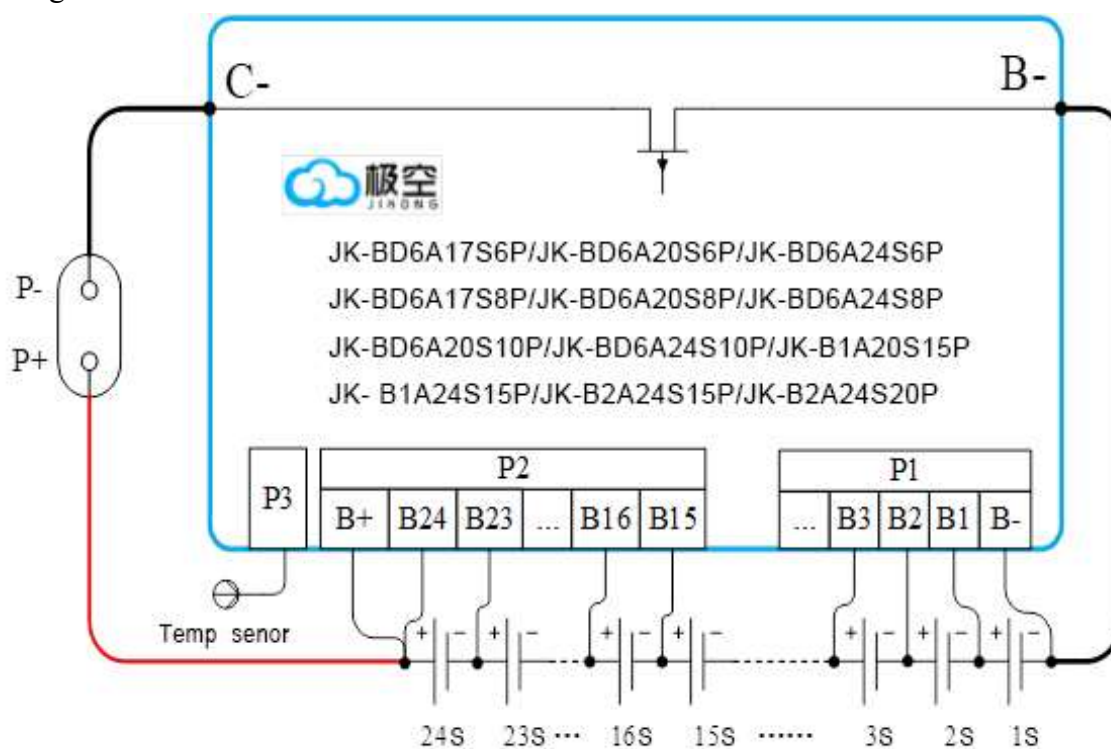 C-
B-
极空
JIKONG
JK-BD6A17S6P/JK-BD6A20S6P/JK-BD6A24S6P
JK-BD6A17S8P/JK-BD6A20S8P/JK-BD6A24S8P
P-
P+
JK-BD6A20S10P/JK-BD6A24S10P/JK-B1A20S15P
JK- B1A24S15P/JK-B2A24S15P/JK-B2A24S20P
P3
P2
P1
B+ B24 B23 ... B16 B15
... B3 B2 B1 B-
Temp senor
+ − + − + − + − + − + − + −
24S 23S ··· 16S 15S ······ 3S 2S 1S